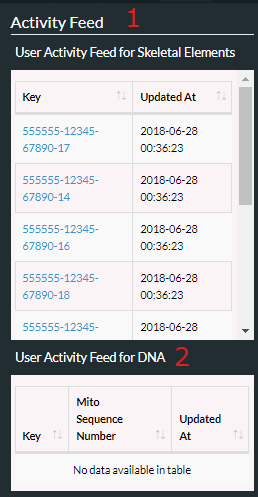 Activity Feed 1
User Activity Feed for Skeletal Elements
Key Updated At
555555-12345- 2018-06-28
67890-17 00:36:23
555555-12345- 2018-06-28
67890-14 00:36:23
555555-12345- 2018-06-28
67890-16 00:36:23
555555-12345- 2018-06-28
67890-18 00:36:23
555555-12345- 2018-06-28
User Activity Feed for DNA 2
Mito
Sequence Updated
Key Number At
No data available in table